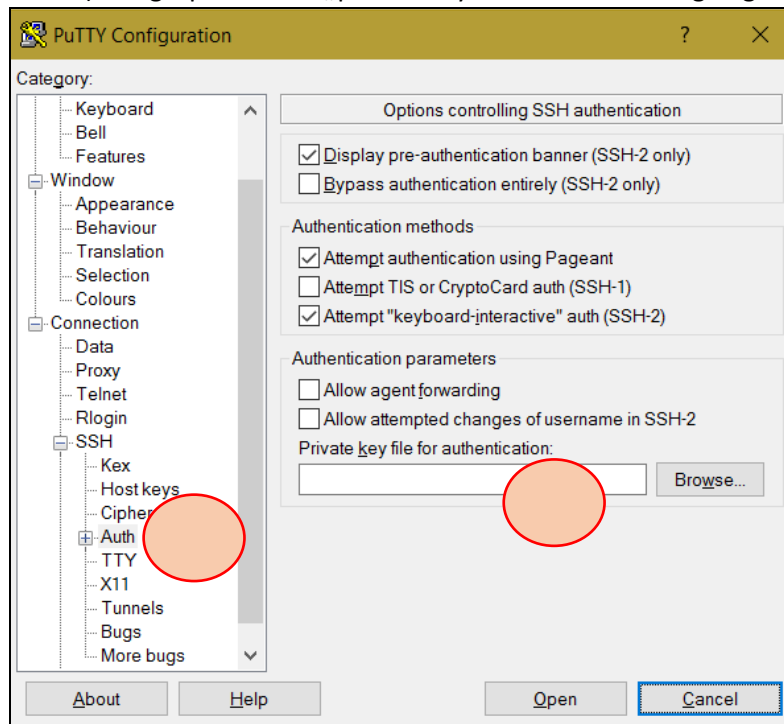 PuTTY Configuration
?
Category:
Keyboard
Bell
Features
Window
Appearance
Behaviour
Translation
Selection
Colours
Connection
Data
Proxy
Telnet
Rlogin
SSH
Kex
Host keys
Cipher
Auth
TTY
X11
Tunnels
Bugs
More bugs
Options controlling SSH authentication
Display pre-authentication banner (SSH-2 only)
Bypass authentication entirely (SSH-2 only)
Authentication methods
Attempt authentication using Pageant
Attempt TIS or CryptoCard auth (SSH-1)
Attempt "keyboard-interactive" auth (SSH-2)
Authentication parameters
Allow agent forwarding
Allow attempted changes of username in SSH-2
Private key file for authentication:
Browse...
About
Help
Open
Cancel